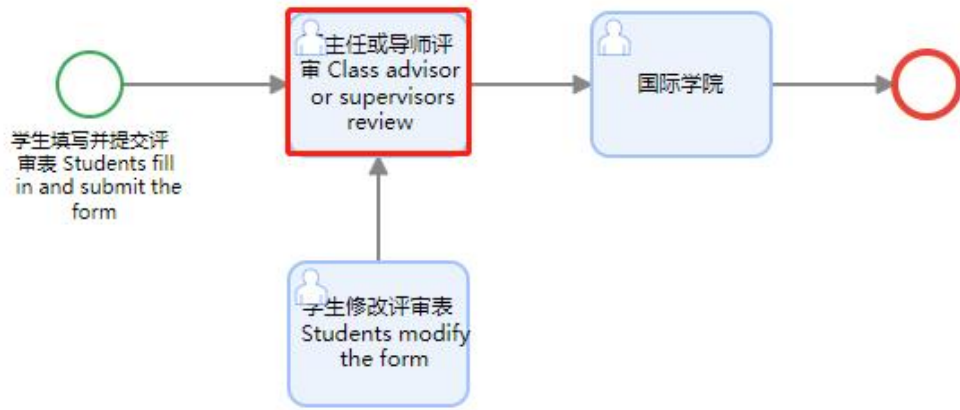 主任或导师评
审 Class advisor
or supervisors
review
国际学院
学生填写并提交评
审表 Students fill
in and submit the
form
学生修改评审表
Students modify
the form